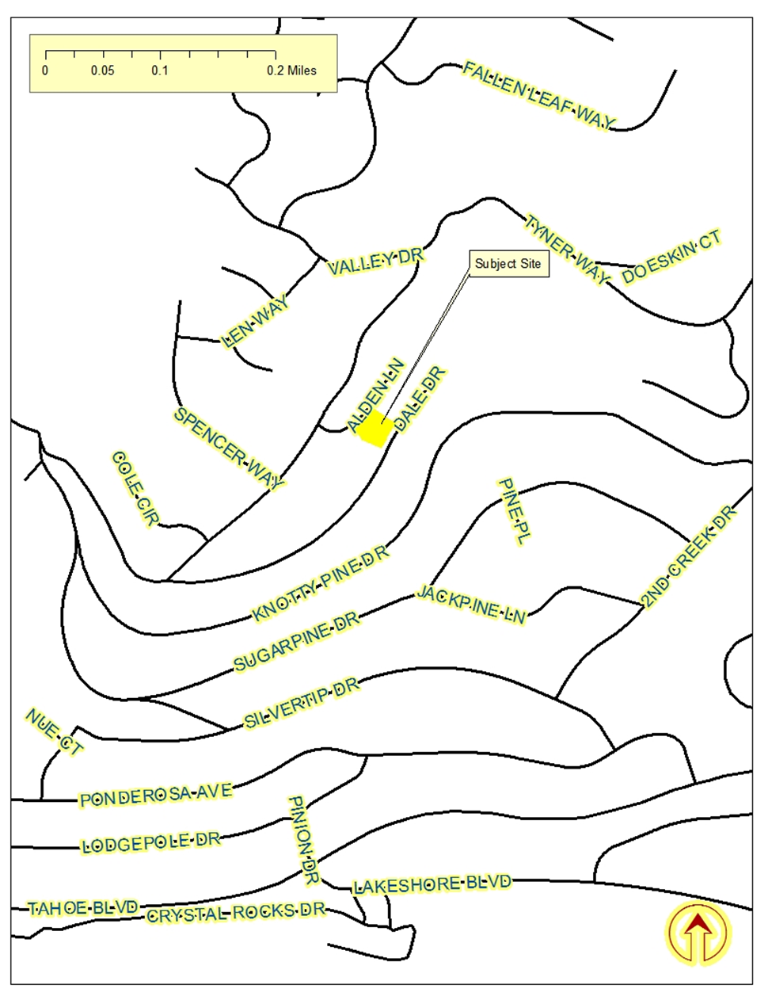 0 0.05 0.1 0.2 Miles
FALLEN LEAF WAY
TYNER WAY
DOESKIN CT
VALLEY DR
Subject Site
LEN WAY
ALDEN LN
DALE DR
SPENCER WAY
COLE CIR
PINE PL
2ND CREEK DR
KNOTTY PINE DR
JACKPINE LN
SUGARPINE DR
SILVERTIP DR
NUE CT
PONDEROSA AVE
PINION DR
LODGEPOLE DR
LAKESHORE BLVD
TAHOE BLVD
CRYSTAL ROCKS DR